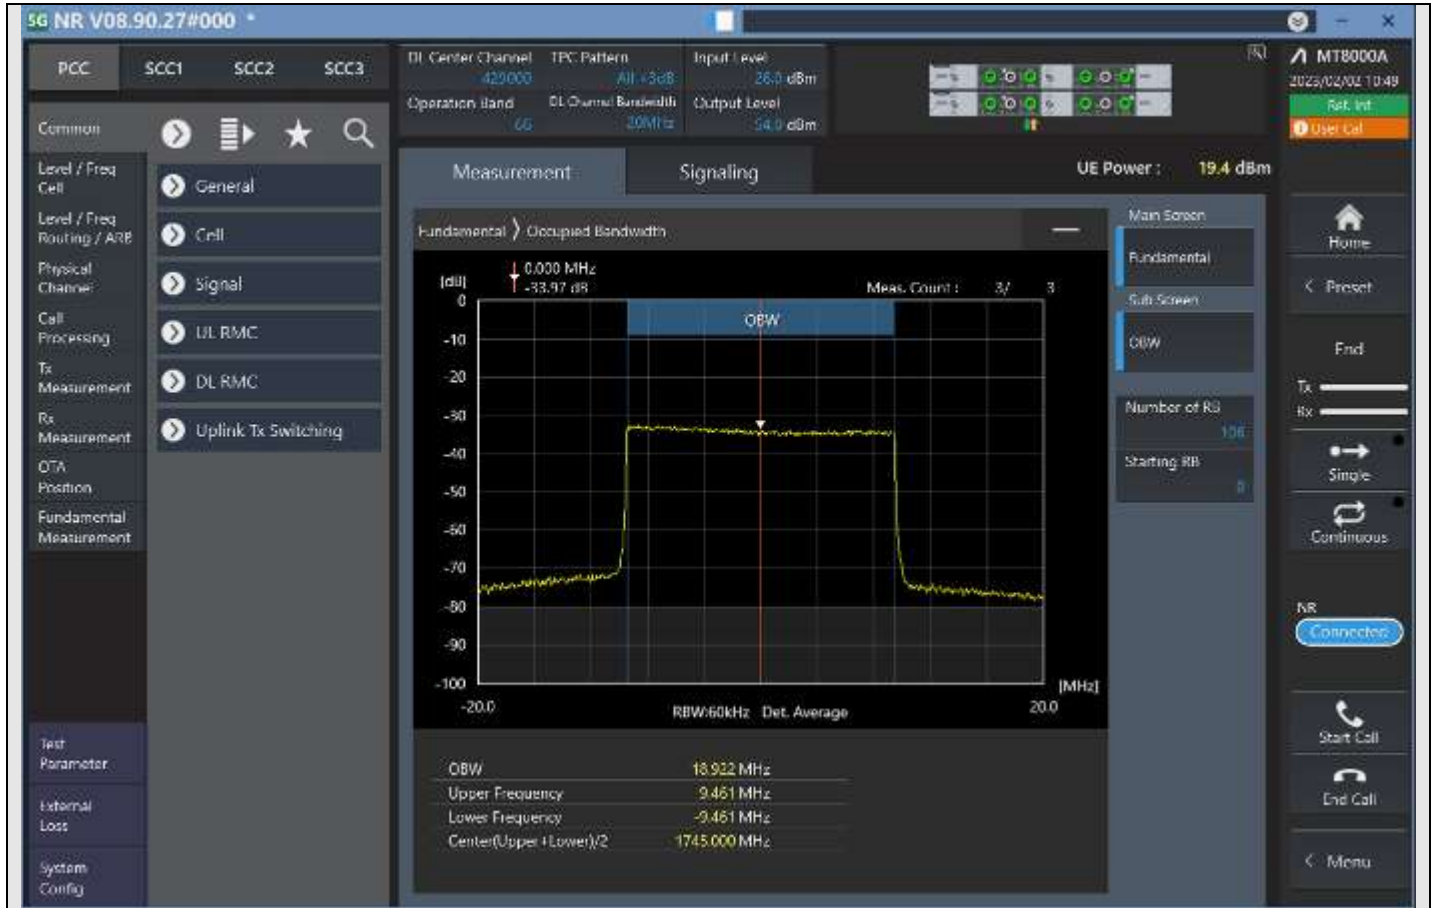 5G NR V08.90.27#000 *
PCC SCC1 SCC2 SCC3
DL Center Channel TPC Pattern Input Level
429000 All +3dB 26.0 dBm
Operation Band DL Channel Bandwidth Output Level
66 20MHz -54.0 dBm
MT8000A
2023/02/02 10:49
Ref. Int
User Cal
Common
Level / Freq
Cell
Level / Freq
Routing / ARB
Physical
Channel
Call
Processing
Tx
Measurement
Rx
Measurement
OTA
Position
Fundamental
Measurement
Test
Parameter
External
Loss
System
Config
General
Cell
Signal
UL RMC
DL RMC
Uplink Tx Switching
Measurement Signaling
UE Power : 19.4 dBm
Fundamental ❭ Occupied Bandwidth
0.000 MHz
[dB] -33.97 dB Meas. Count : 3/ 3
OBW
0
-10
-20
-30
-40
-50
-60
-70
-80
-90
-100
[MHz]
-20.0 RBW:60kHz Det. Average 20.0
OBW 18.922 MHz
Upper Frequency 9.461 MHz
Lower Frequency -9.461 MHz
Center(Upper+Lower)/2 1745.000 MHz
Main Screen
Fundamental
Sub Screen
OBW
Number of RB
106
Starting RB
0
Home
< Preset
End
Tx
Rx
Single
Continuous
NR
Connected
Start Call
End Call
< Menu